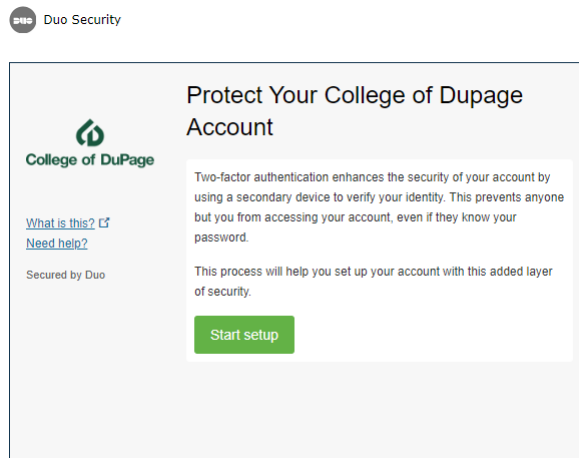 Duo Security
Protect Your College of Dupage
Account
College of DuPage
Two-factor authentication enhances the security of your account by
using a secondary device to verify your identity. This prevents anyone
but you from accessing your account, even if they know your
password.
What is this?
Need help?
This process will help you set up your account with this added layer
of security.
Secured by Duo
Start setup